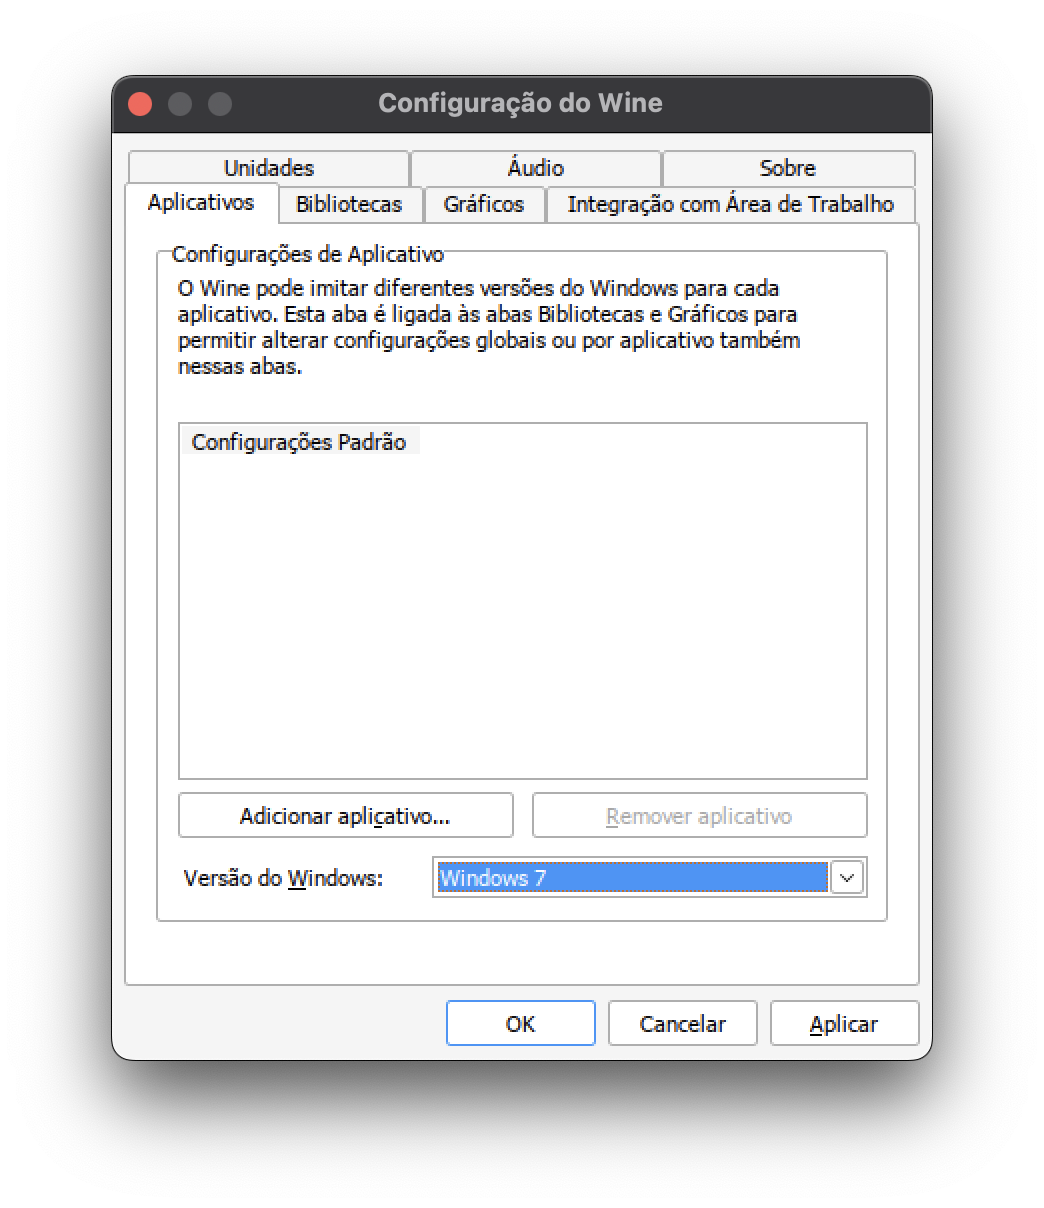 Configuração do Wine
Unidades
Áudio
Sobre
Aplicativos
Bibliotecas
Gráficos
Integração com Área de Trabalho
Configurações de Aplicativo
O Wine pode imitar diferentes versões do Windows para cada
aplicativo. Esta aba é ligada às abas Bibliotecas e Gráficos para
permitir alterar configurações globais ou por aplicativo também
nessas abas.
Configurações Padrão
Adicionar aplicativo...
Remover aplicativo
Versão do Windows:
Windows 7
OK
Cancelar
Aplicar